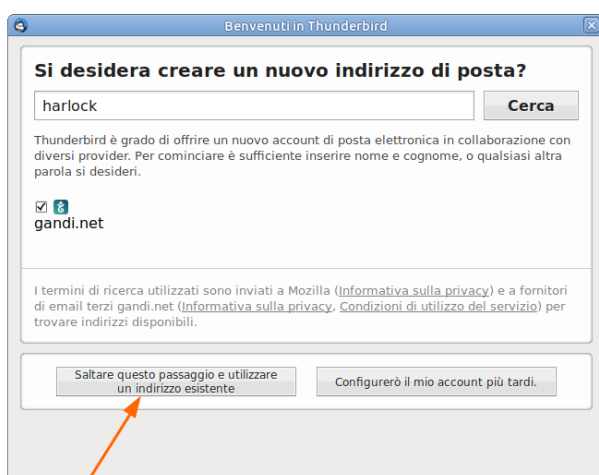 Benvenuti in Thunderbird
Si desidera creare un nuovo indirizzo di posta?
harlock
Cerca
Thunderbird è grado di offrire un nuovo account di posta elettronica in collaborazione con
diversi provider. Per cominciare è sufficiente inserire nome e cognome, o qualsiasi altra
parola si desideri.
gandi.net
I termini di ricerca utilizzati sono inviati a Mozilla (Informativa sulla privacy) e a fornitori
di email terzi gandi.net (Informativa sulla privacy, Condizioni di utilizzo del servizio) per
trovare indirizzi disponibili.
Saltare questo passaggio e utilizzare
un indirizzo esistente
Configurerò il mio account più tardi.